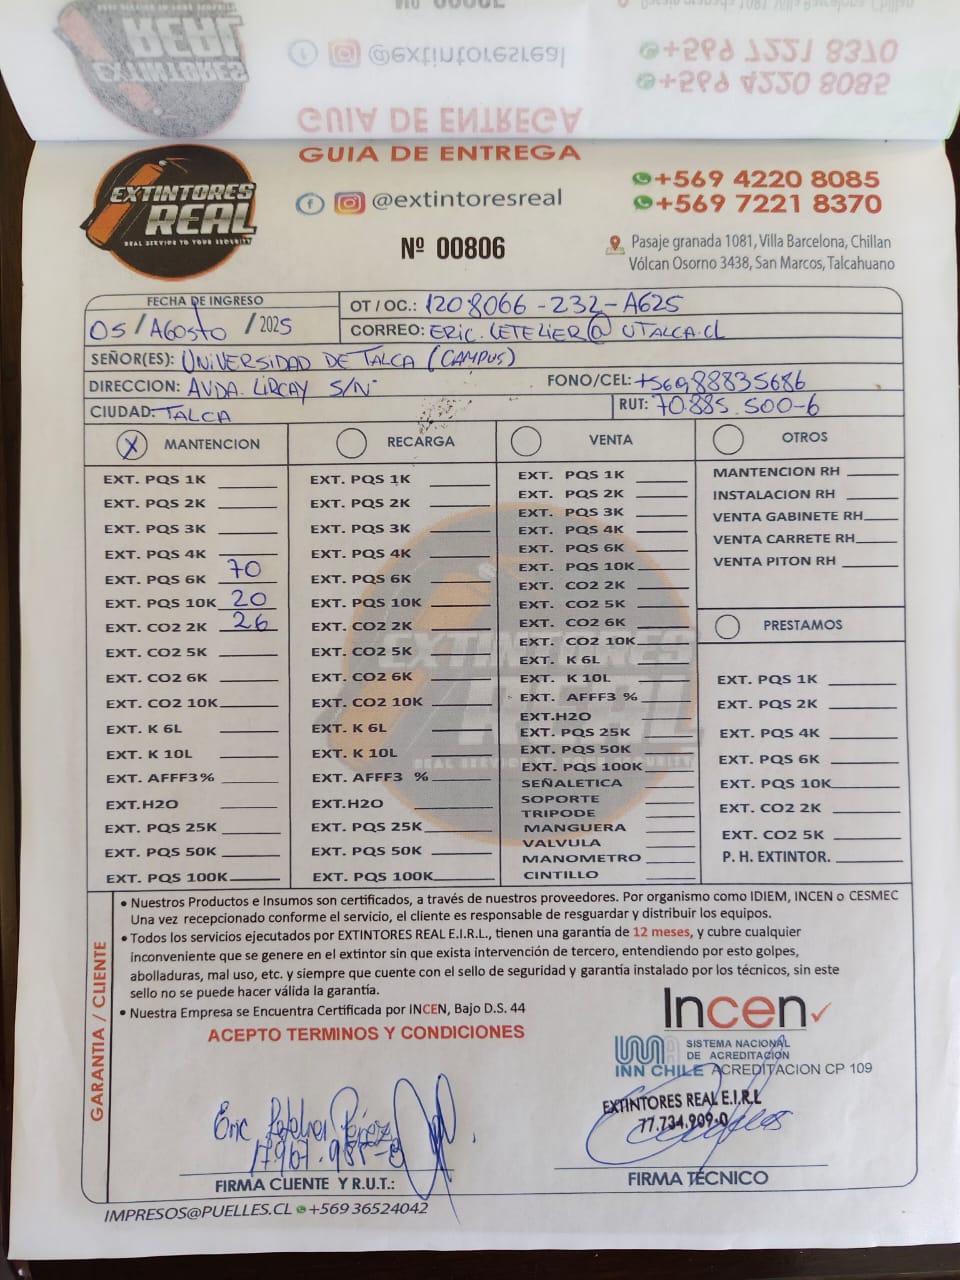 GUIA DE ENTREGA
EXTINTORES
REAL
REAL SERVICE TO YOUR SECURITY
@extintoresreal
+569 4220 8085
+569 7221 8370
Nº 00806
Pasaje granada 1081, Villa Barcelona, Chillan
Vólcan Osorno 3438, San Marcos, Talcahuano
FECHA DE INGRESO
05 / AGOSTO / 2025
OT / OC.: 1208066-232-A625
CORREO: ERIC.LETELIER@UTALCA.CL
SEÑOR(ES): UNIVERSIDAD DE TALCA (CAMPUS)
DIRECCION: AVDA. LIRCAY S/N°
FONO/CEL: +56988835686
CIUDAD: TALCA
RUT: 70.885.500-6
X MANTENCION
EXT. PQS 1K
EXT. PQS 2K
EXT. PQS 3K
EXT. PQS 4K
EXT. PQS 6K 70
EXT. PQS 10K 20
EXT. CO2 2K 26
EXT. CO2 5K
EXT. CO2 6K
EXT. CO2 10K
EXT. K 6L
EXT. K 10L
EXT. AFFF3%
EXT.H2O
EXT. PQS 25K
EXT. PQS 50K
EXT. PQS 100K
RECARGA
EXT. PQS 1K
EXT. PQS 2K
EXT. PQS 3K
EXT. PQS 4K
EXT. PQS 6K
EXT. PQS 10K
EXT. CO2 2K
EXT. CO2 5K
EXT. CO2 6K
EXT. CO2 10K
EXT. K 6L
EXT. K 10L
EXT. AFFF3 %
EXT.H2O
EXT. PQS 25K
EXT. PQS 50K
EXT. PQS 100K
VENTA
EXT. PQS 1K
EXT. PQS 2K
EXT. PQS 3K
EXT. PQS 4K
EXT. PQS 6K
EXT. PQS 10K
EXT. CO2 2K
EXT. CO2 5K
EXT. CO2 6K
EXT. CO2 10K
EXT. K 6L
EXT. K 10L
EXT. AFFF3 %
EXT.H2O
EXT. PQS 25K
EXT. PQS 50K
EXT. PQS 100K
SEÑALETICA
SOPORTE
TRIPODE
MANGUERA
VALVULA
MANOMETRO
CINTILLO
OTROS
MANTENCION RH
INSTALACION RH
VENTA GABINETE RH
VENTA CARRETE RH
VENTA PITON RH
PRESTAMOS
EXT. PQS 1K
EXT. PQS 2K
EXT. PQS 4K
EXT. PQS 6K
EXT. PQS 10K
EXT. CO2 2K
EXT. CO2 5K
P. H. EXTINTOR.
GARANTIA / CLIENTE
• Nuestros Productos e Insumos son certificados, a través de nuestros proveedores. Por organismo como IDIEM, INCEN o CESMEC
Una vez recepcionado conforme el servicio, el cliente es responsable de resguardar y distribuir los equipos.
• Todos los servicios ejecutados por EXTINTORES REAL E.I.R.L., tienen una garantía de 12 meses, y cubre cualquier
inconveniente que se genere en el extintor sin que exista intervención de tercero, entendiendo por esto golpes,
abolladuras, mal uso, etc. y siempre que cuente con el sello de seguridad y garantía instalado por los técnicos, sin este
sello no se puede hacer válida la garantía.
• Nuestra Empresa se Encuentra Certificada por INCEN, Bajo D.S. 44
ACEPTO TERMINOS Y CONDICIONES
Incen
SISTEMA NACIONAL
DE ACREDITACIÓN
INN CHILE ACREDITACION CP 109
EXTINTORES REAL E.I.R.L
77.734.909-0
Eric Letelier Pérez
FIRMA CLIENTE Y R.U.T.:
FIRMA TÉCNICO
IMPRESOS@PUELLES.CL +569 36524042